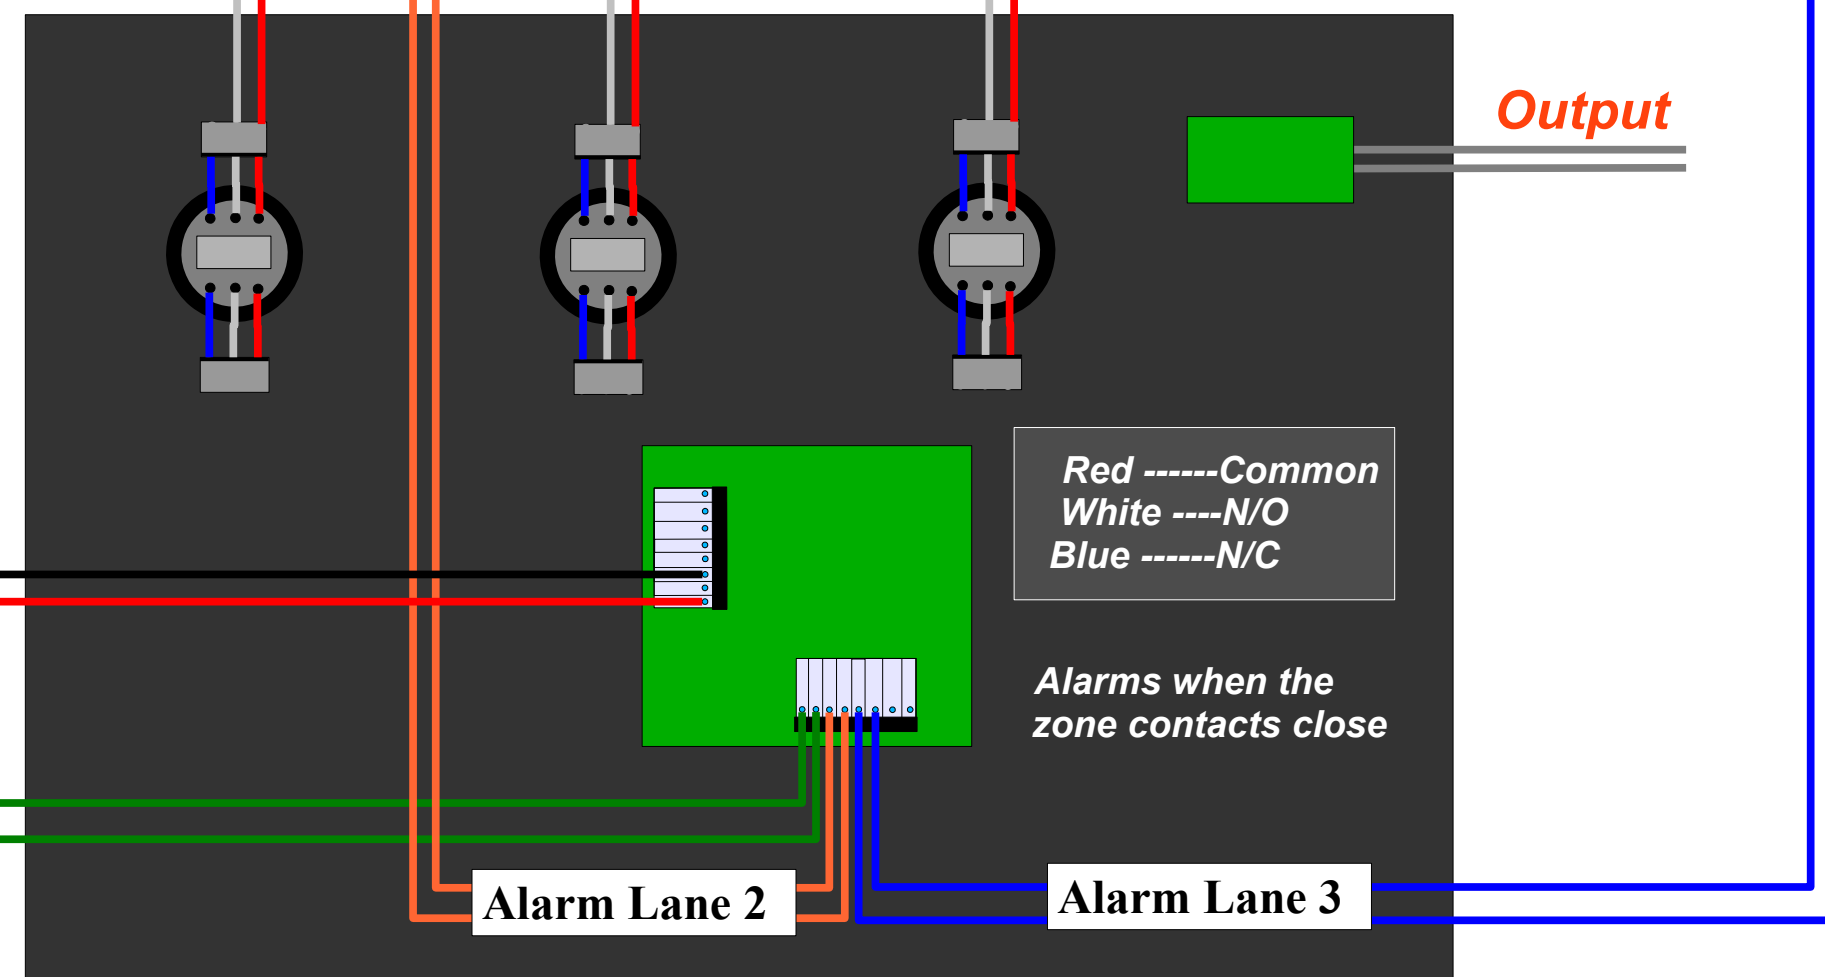 Output
Red ------Common
White ----N/O
Blue ------N/C
Alarms when the
zone contacts close
Alarm Lane 2
Alarm Lane 3